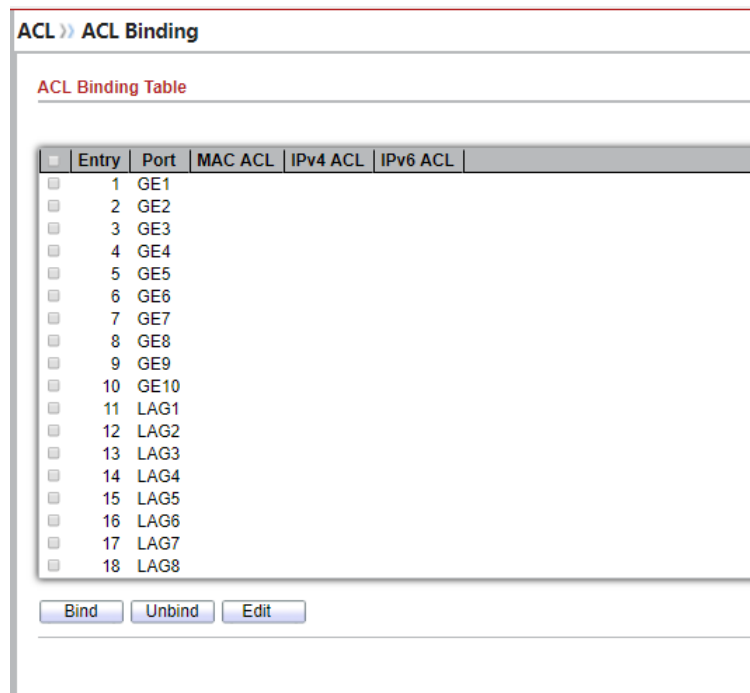 ACL » ACL Binding
ACL Binding Table
Entry Port MAC ACL IPv4 ACL IPv6 ACL
1 GE1
2 GE2
3 GE3
4 GE4
5 GE5
6 GE6
7 GE7
8 GE8
9 GE9
10 GE10
11 LAG1
12 LAG2
13 LAG3
14 LAG4
15 LAG5
16 LAG6
17 LAG7
18 LAG8
Bind Unbind Edit